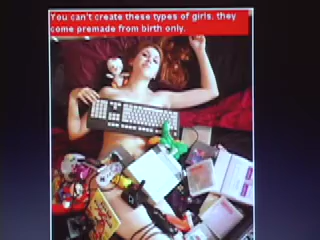 You can't create these types of girls, they
come premade from birth only.